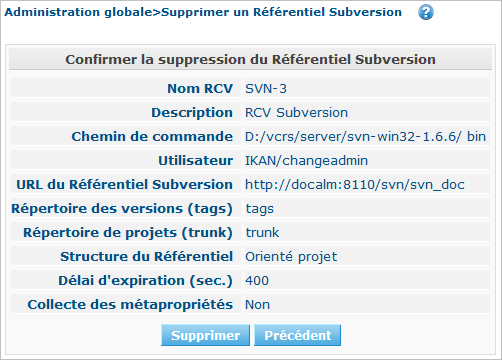 Administration globale>Supprimer un Référentiel Subversion ?
Confirmer la suppression du Référentiel Subversion
Nom RCV SVN-3
Description RCV Subversion
Chemin de commande D:/vcrs/server/svn-win32-1.6.6/ bin
Utilisateur IKAN/changeadmin
URL du Référentiel Subversion http://docalm:8110/svn/svn_doc
Répertoire des versions (tags) tags
Répertoire de projets (trunk) trunk
Structure du Référentiel Orienté projet
Délai d'expiration (sec.) 400
Collecte des métapropriétés Non
Supprimer Précédent